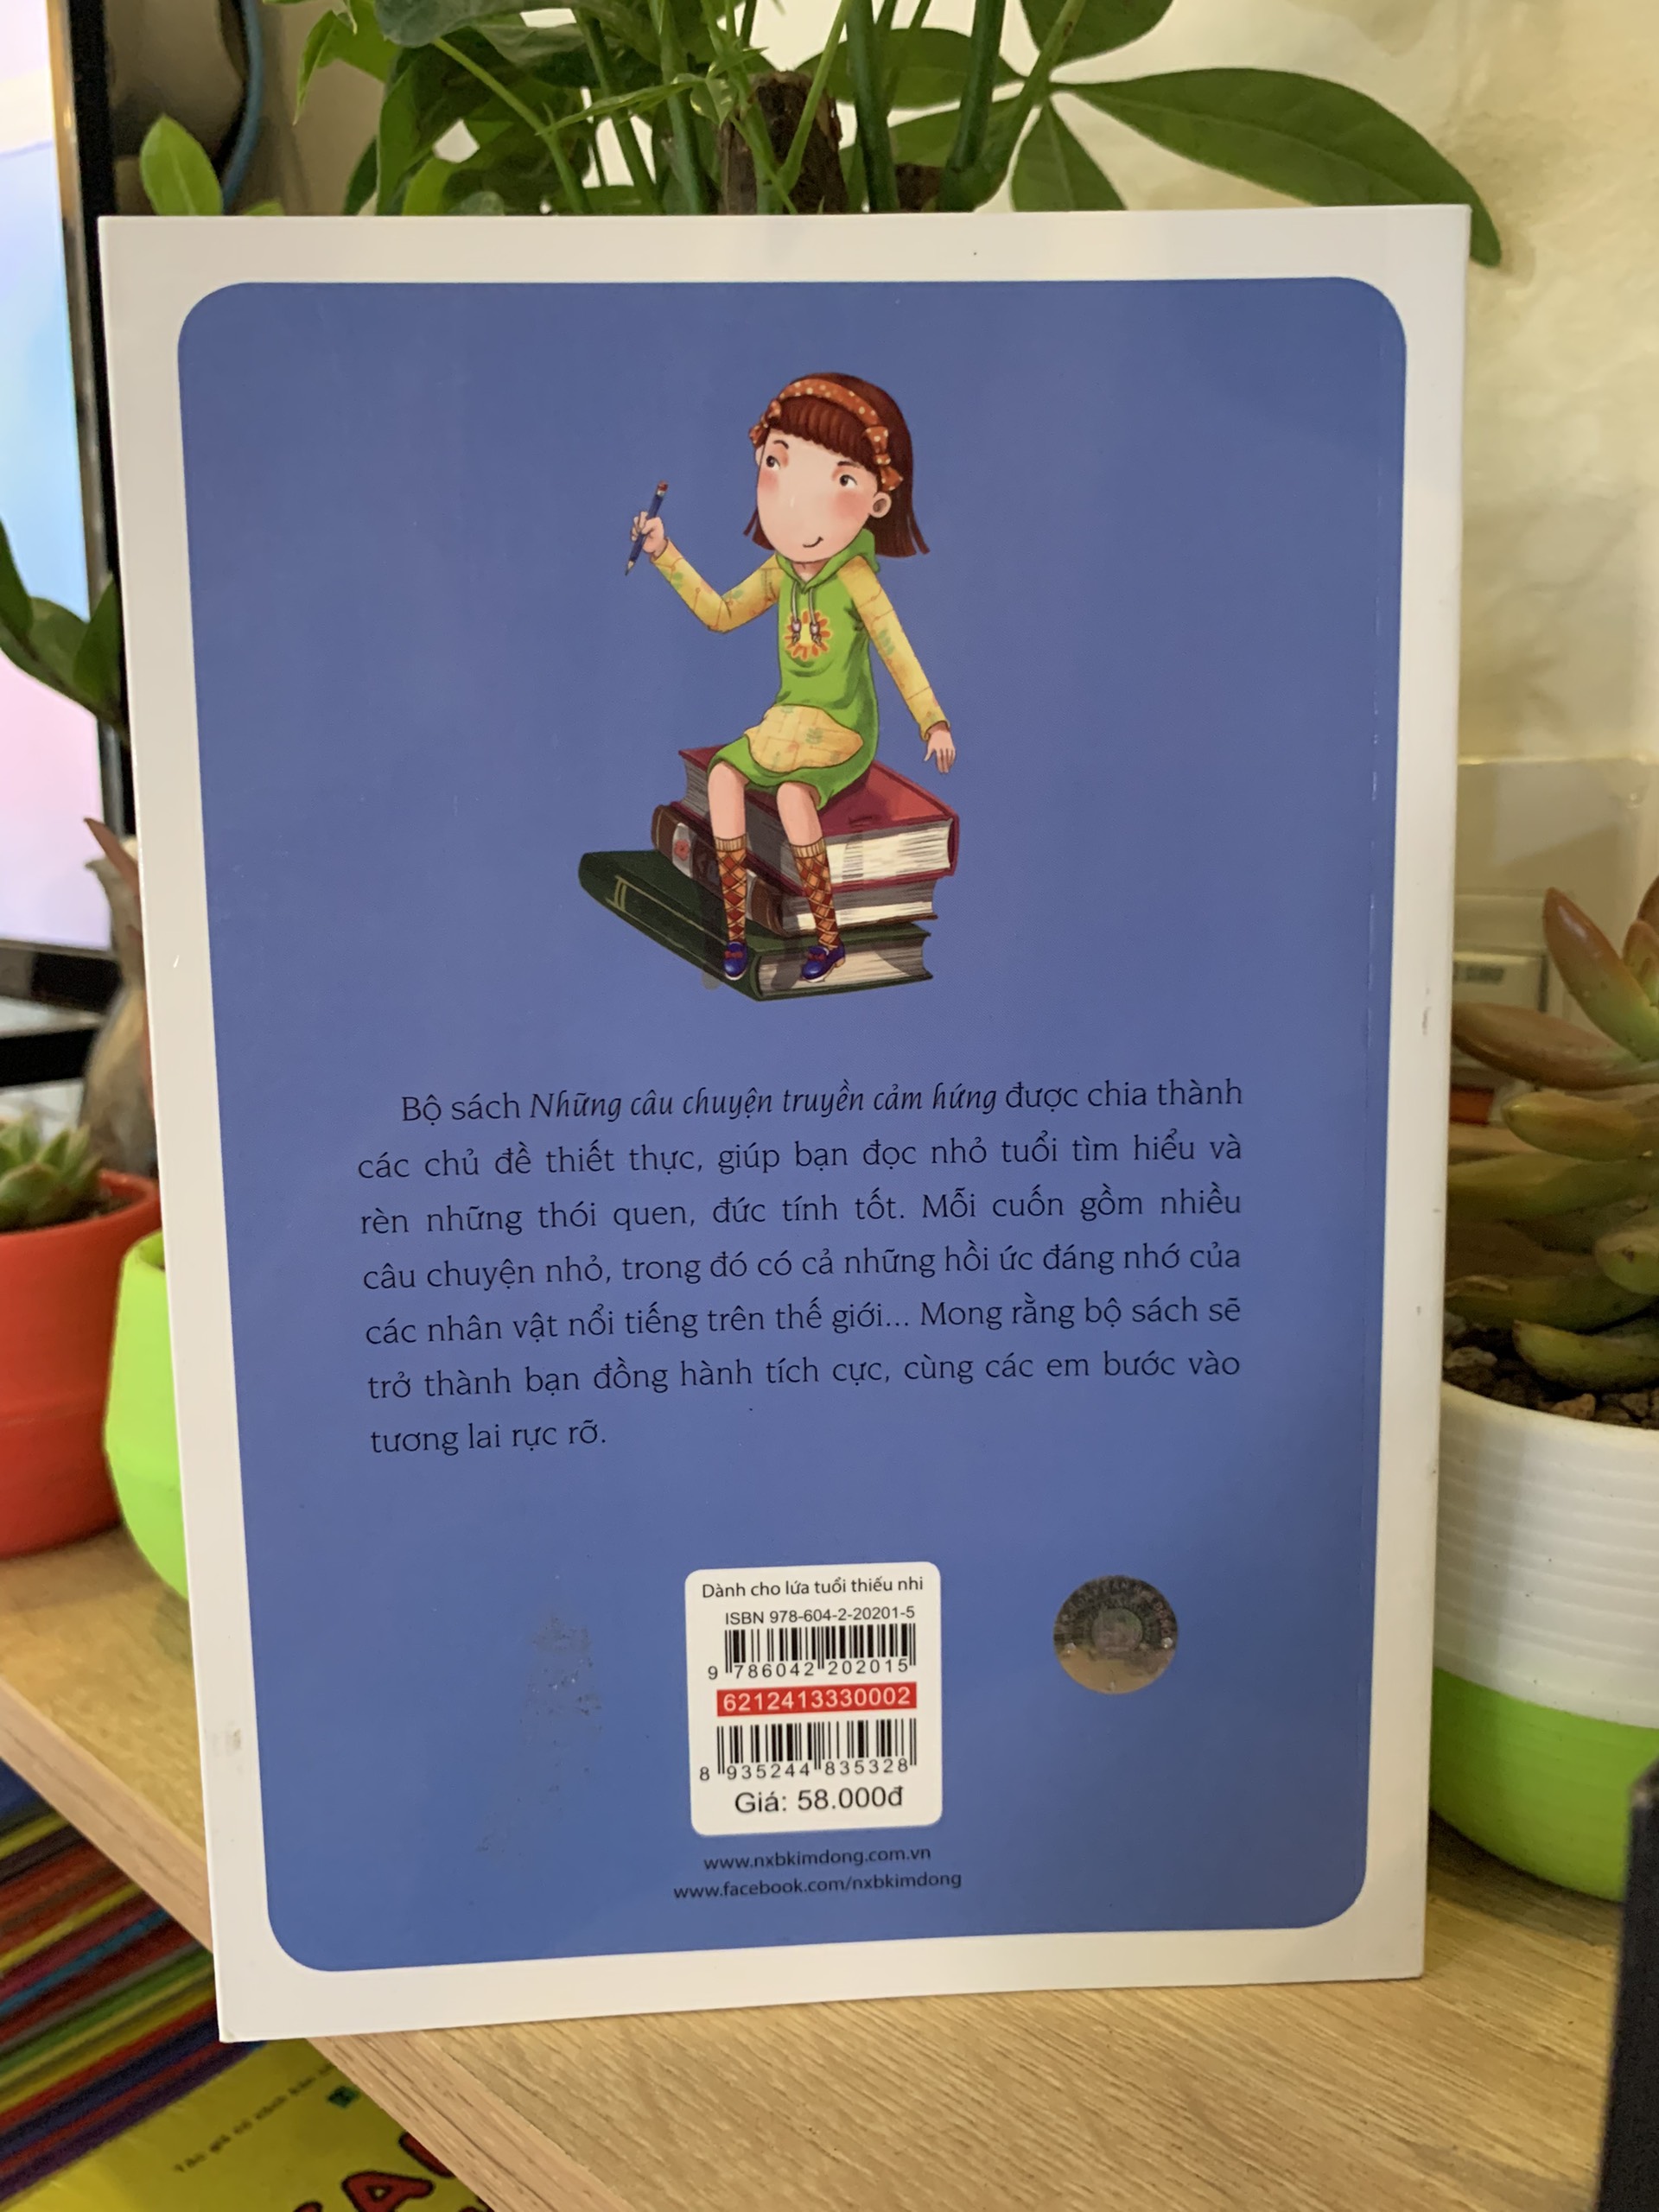 Bộ sách Những câu chuyện truyền cảm hứng được chia thành
các chủ đề thiết thực, giúp bạn đọc nhỏ tuổi tìm hiểu và
rèn những thói quen, đức tính tốt. Mỗi cuốn gồm nhiều
câu chuyện nhỏ, trong đó có cả những hồi ức đáng nhớ của
các nhân vật nổi tiếng trên thế giới... Mong rằng bộ sách sẽ
trở thành bạn đồng hành tích cực, cùng các em bước vào
tương lai rực rỡ.
Dành cho lứa tuổi thiếu nhi
ISBN 978-604-2-20201-5
9 786042 202015
6212413330002
8 935244 835328
Giá: 58.000đ
www.nxbkimdong.com.vn
www.facebook.com/nxbkimdong